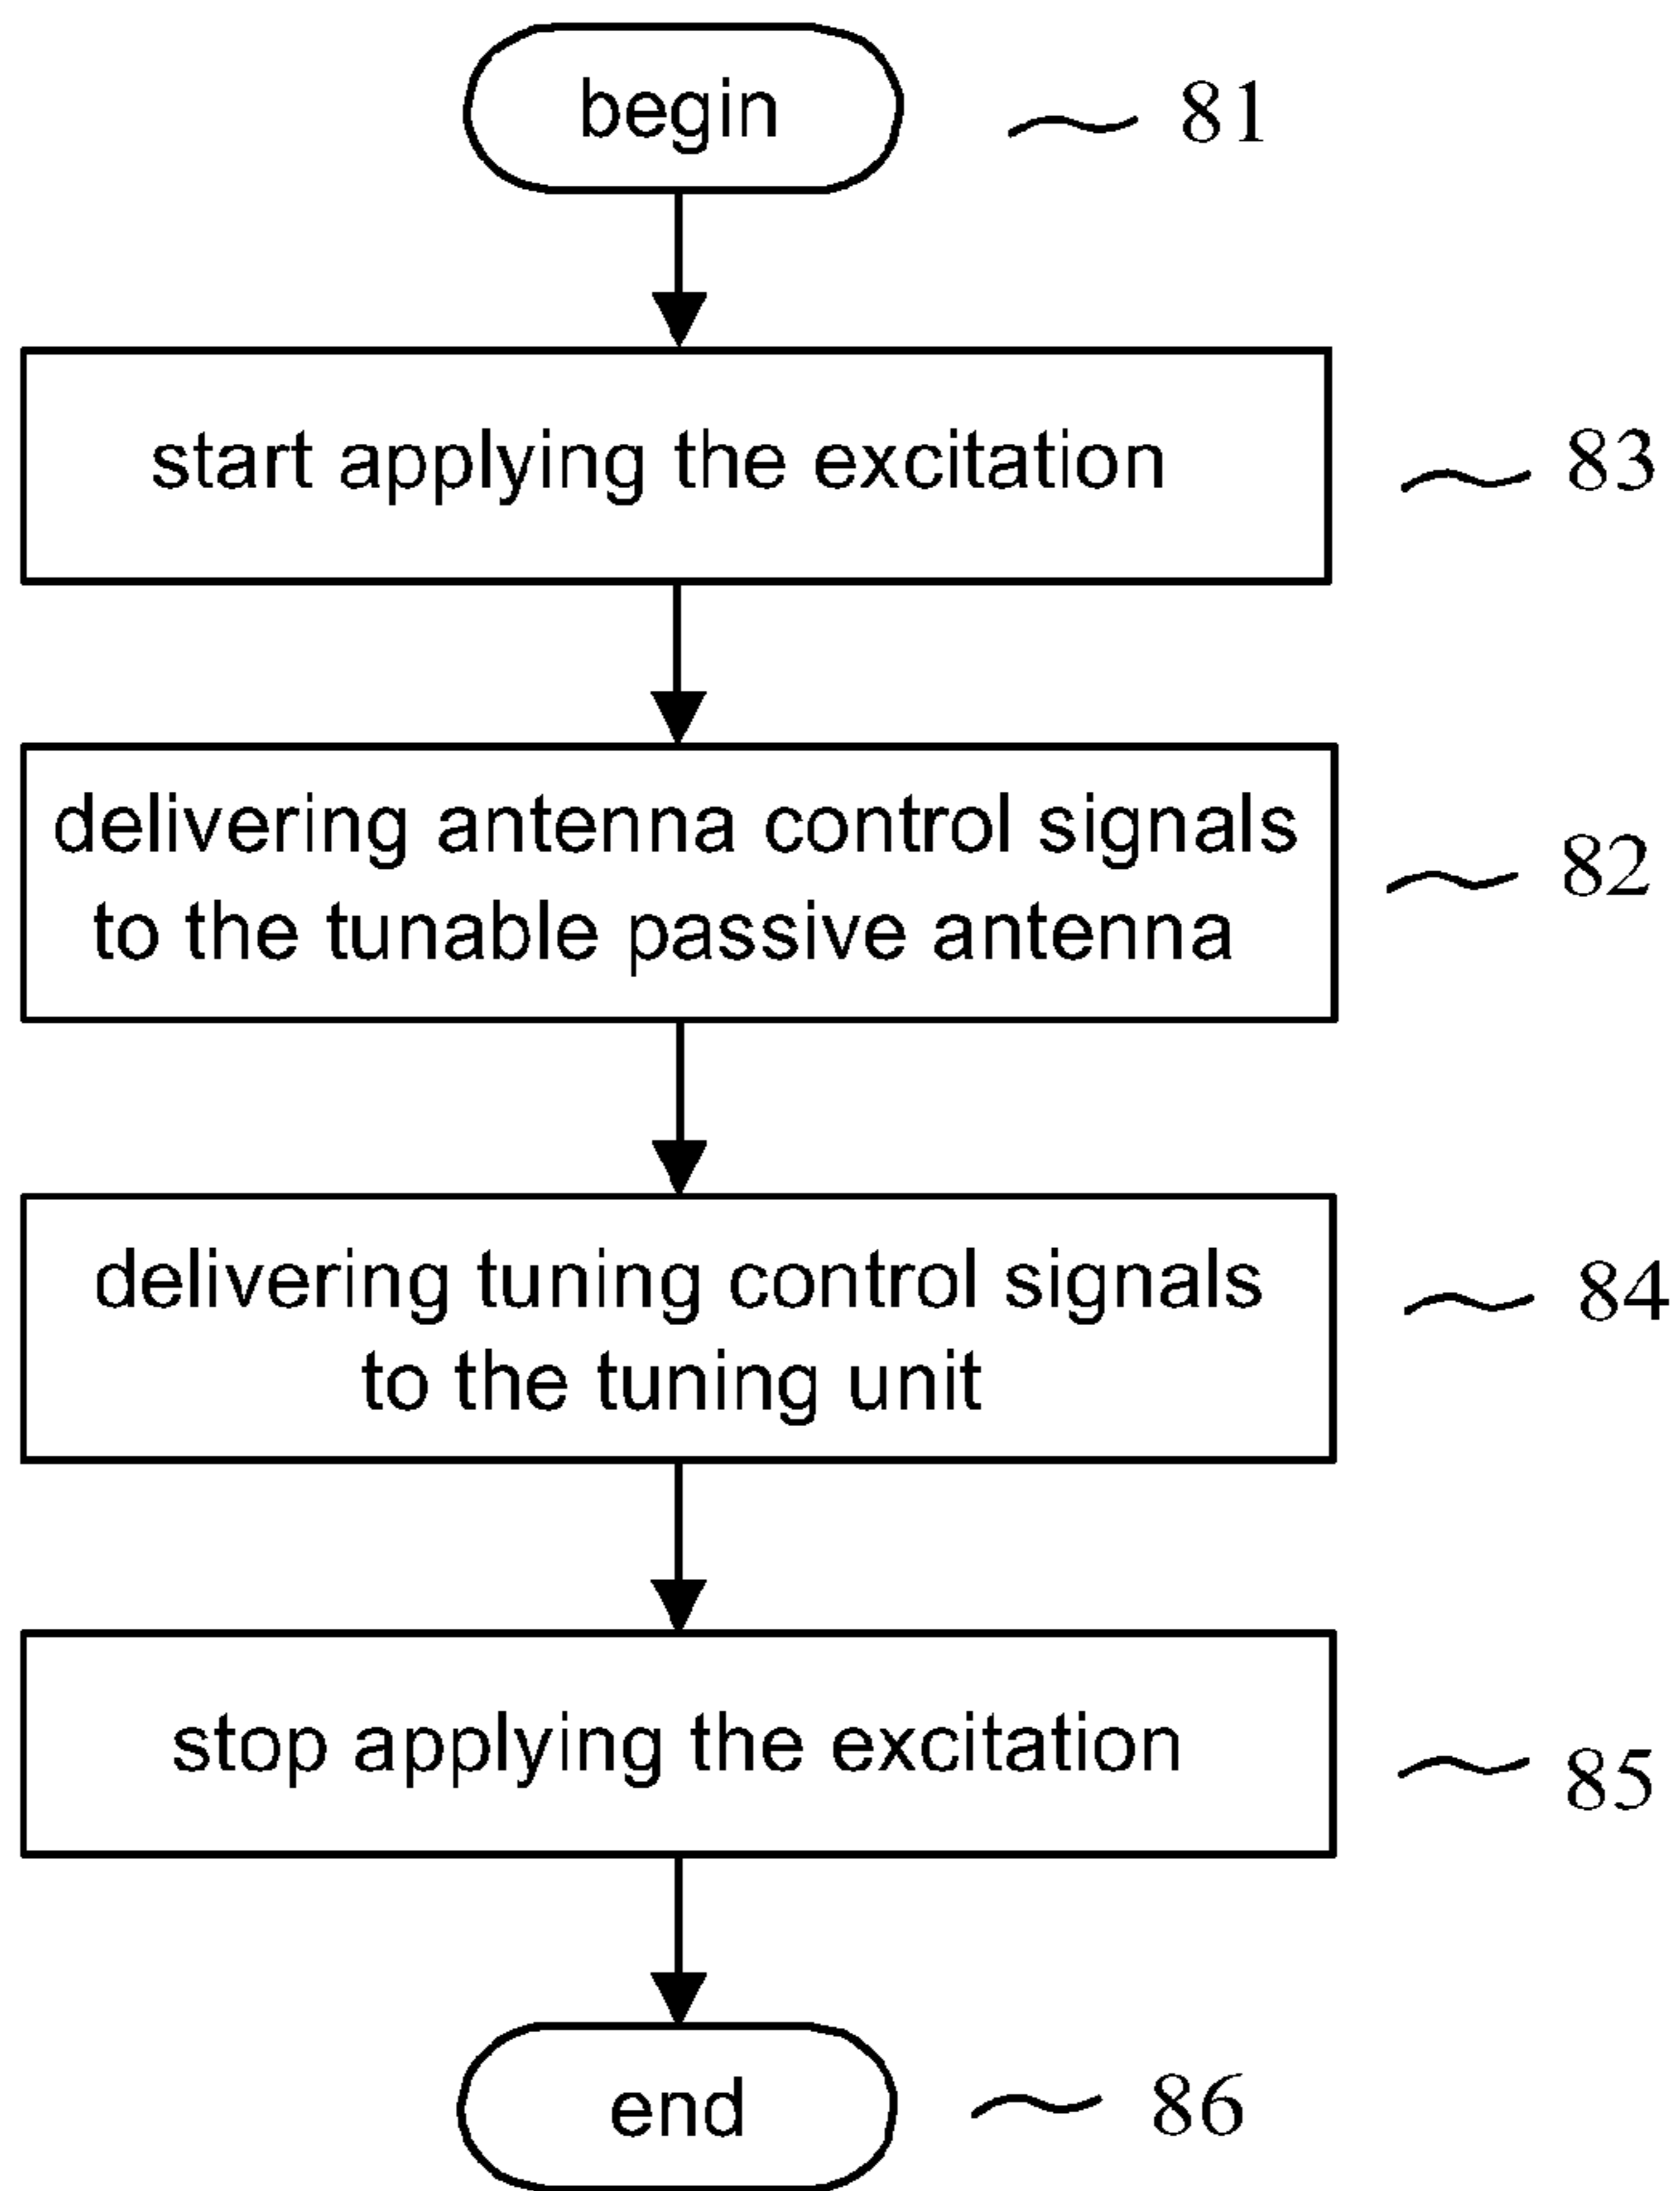 begin
81
start applying the excitation
83
delivering antenna control signals
to the tunable passive antenna
82
delivering tuning control signals
to the tuning unit
84
stop applying the excitation
85
end
86